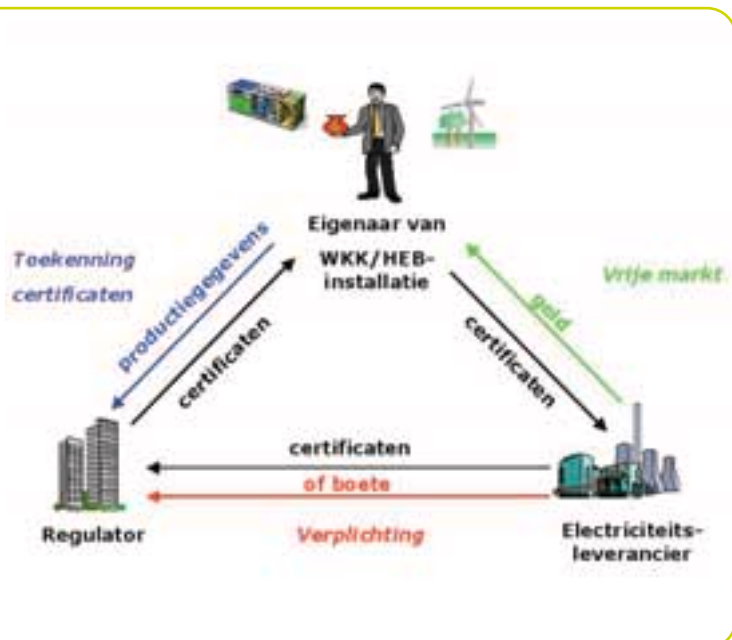 Eigenaar van
WKK/HEB-
installatie
Toekenning
certificaten
productiegegevens
certificaten
Vrije markt
geld
certificaten
certificaten
of boete
Verplichting
Regulator
Electriciteits-
leverancier